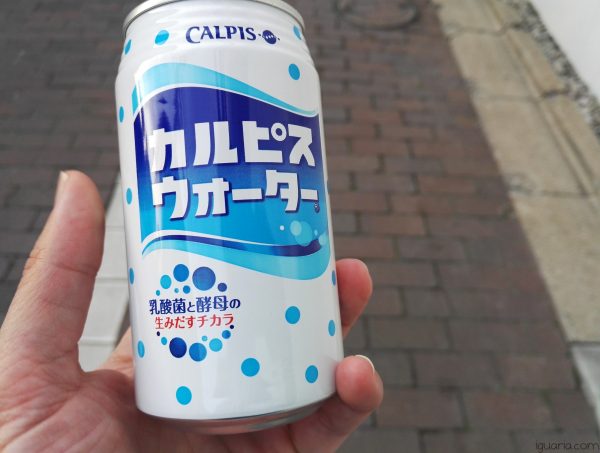 CALPIS
カルピス
ウォーター
乳酸菌と酵母の
生みだすチカラ
iguaria.com